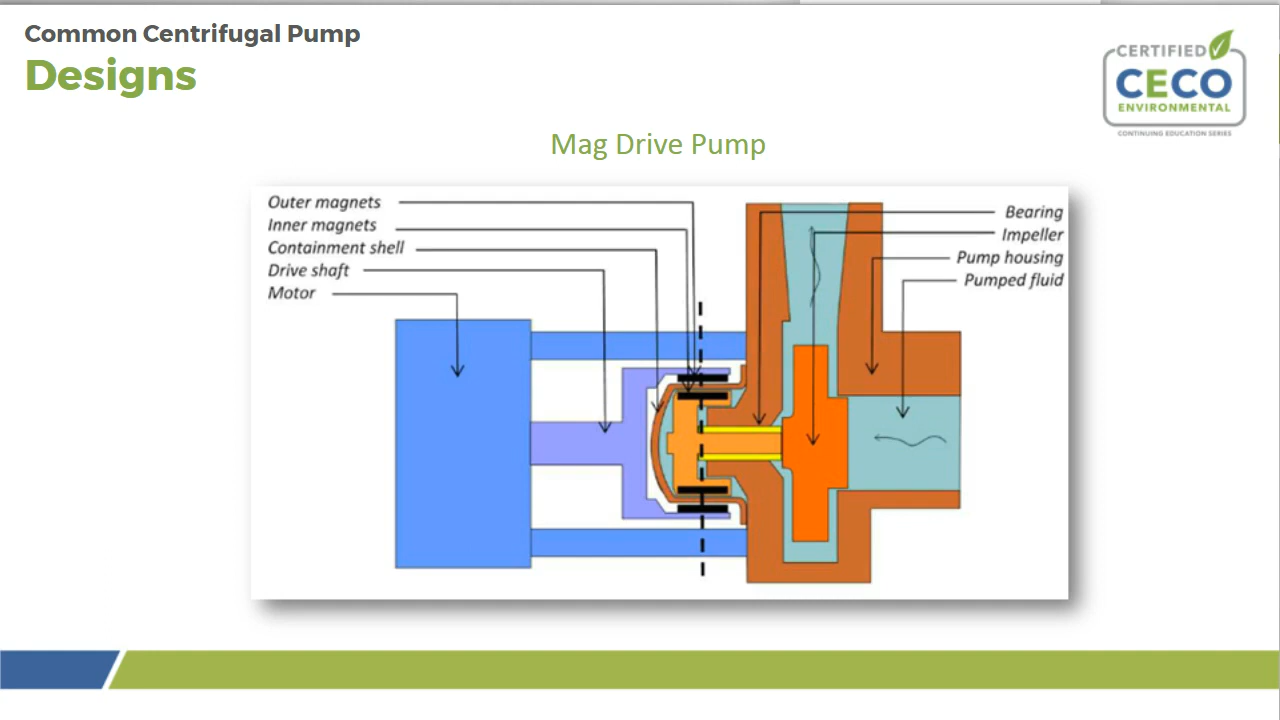 Common Centrifugal Pump
Designs
CERTIFIED
CECO
ENVIRONMENTAL
CONTINUING EDUCATION SERIES
Mag Drive Pump
Outer magnets
Inner magnets
Containment shell
Drive shaft
Motor
Bearing
Impeller
Pump housing
Pumped fluid